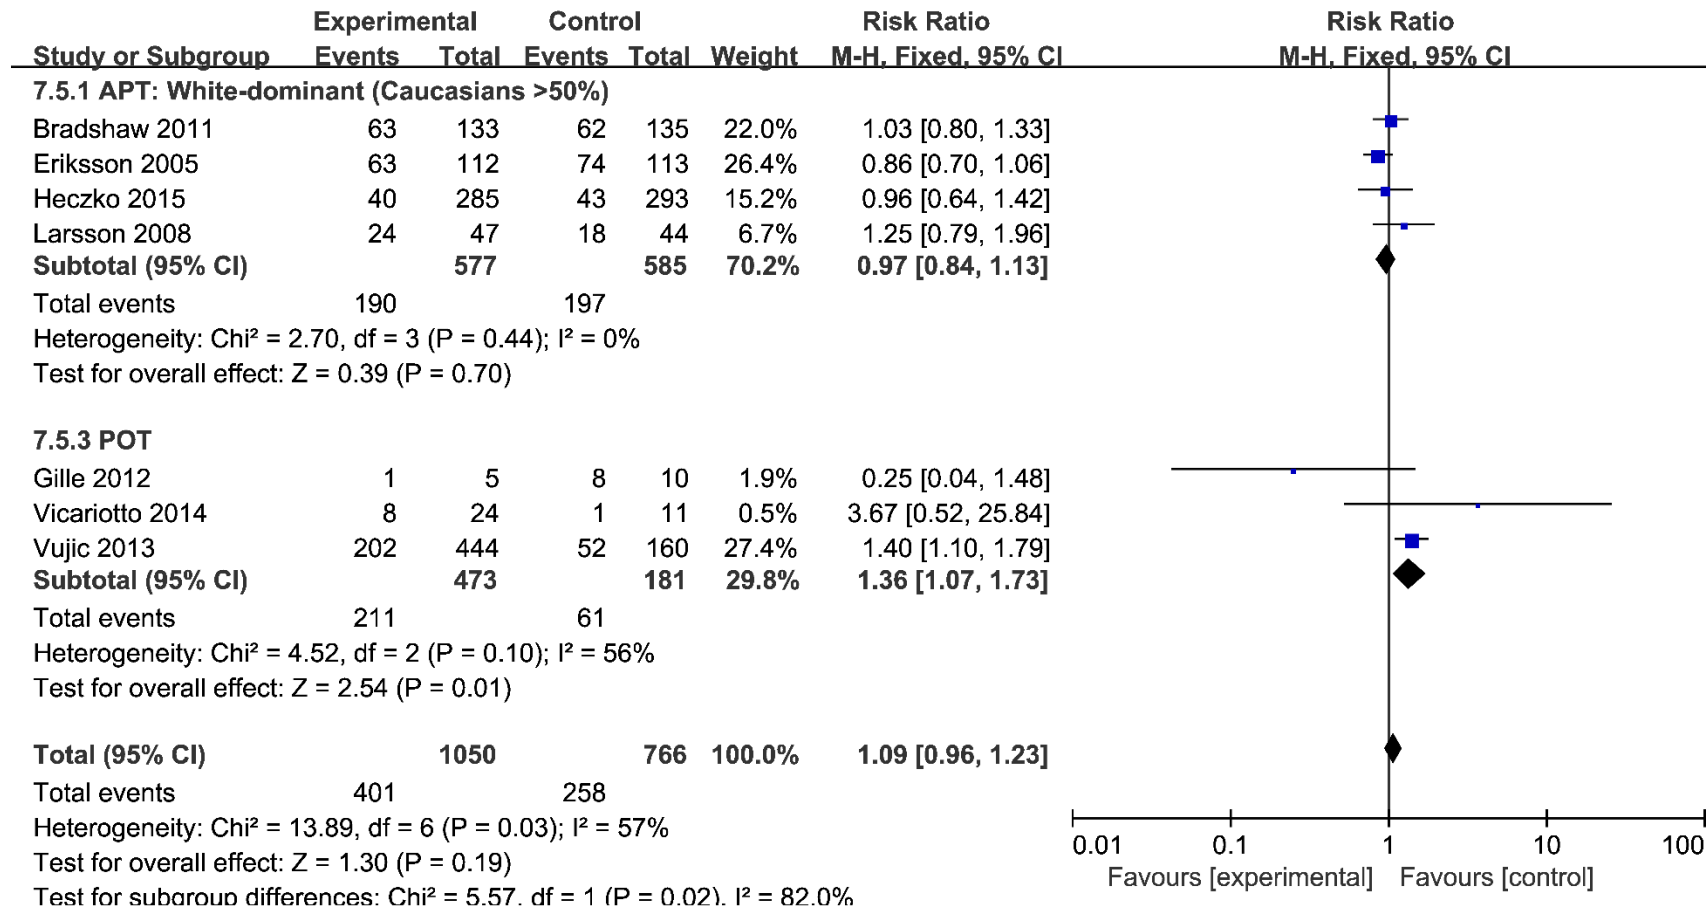 Experimental Control Risk Ratio Risk Ratio
Study or Subgroup Events Total Events Total Weight M-H, Fixed, 95% CI M-H, Fixed, 95% CI
7.5.1 APT: White-dominant (Caucasians >50%)
Bradshaw 2011 63 133 62 135 22.0% 1.03 [0.80, 1.33]
Eriksson 2005 63 112 74 113 26.4% 0.86 [0.70, 1.06]
Heczko 2015 40 285 43 293 15.2% 0.96 [0.64, 1.42]
Larsson 2008 24 47 18 44 6.7% 1.25 [0.79, 1.96]
Subtotal (95% CI) 577 585 70.2% 0.97 [0.84, 1.13]
Total events 190 197
Heterogeneity: Chi² = 2.70, df = 3 (P = 0.44); I² = 0%
Test for overall effect: Z = 0.39 (P = 0.70)
7.5.3 POT
Gille 2012 1 5 8 10 1.9% 0.25 [0.04, 1.48]
Vicariotto 2014 8 24 1 11 0.5% 3.67 [0.52, 25.84]
Vujic 2013 202 444 52 160 27.4% 1.40 [1.10, 1.79]
Subtotal (95% CI) 473 181 29.8% 1.36 [1.07, 1.73]
Total events 211 61
Heterogeneity: Chi² = 4.52, df = 2 (P = 0.10); I² = 56%
Test for overall effect: Z = 2.54 (P = 0.01)
Total (95% CI) 1050 766 100.0% 1.09 [0.96, 1.23]
Total events 401 258
Heterogeneity: Chi² = 13.89, df = 6 (P = 0.03); I² = 57%
Test for overall effect: Z = 1.30 (P = 0.19)
Test for subgroup differences: Chi² = 5.57, df = 1 (P = 0.02), I² = 82.0%
0.01 0.1 1 10 100
Favours [experimental] Favours [control]